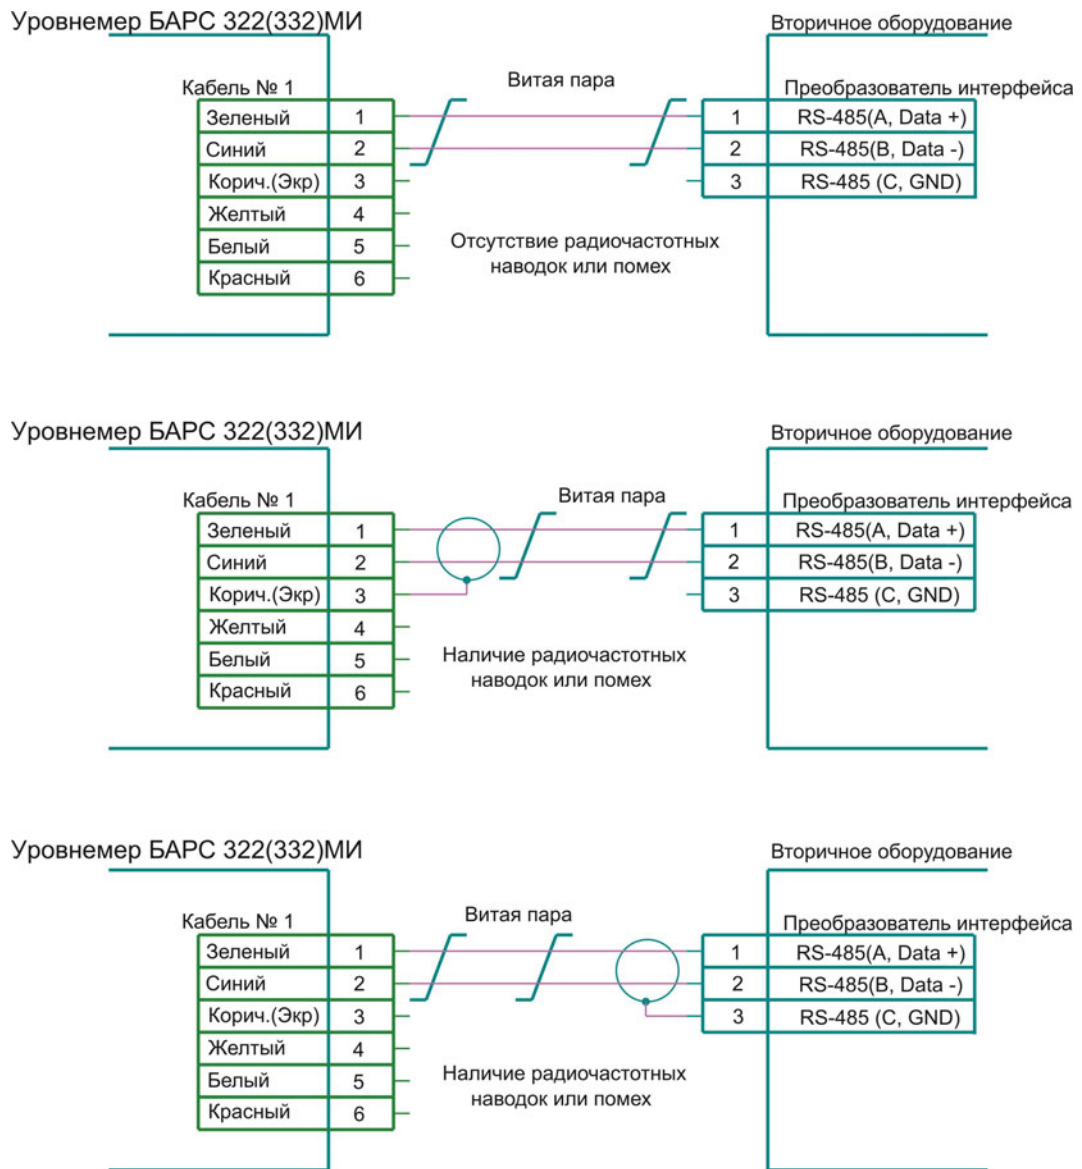 Уровнемер БАРС 322(332)МИ
Вторичное оборудование
Кабель № 1
Витая пара
Преобразователь интерфейса
Зеленый 1
1 RS-485(A, Data +)
Синий 2
2 RS-485(B, Data -)
Корич.(Экр) 3
3 RS-485 (C, GND)
Желтый 4
Белый 5
Красный 6
Отсутствие радиочастотных
наводок или помех
Уровнемер БАРС 322(332)МИ
Вторичное оборудование
Кабель № 1
Витая пара
Преобразователь интерфейса
Зеленый 1
1 RS-485(A, Data +)
Синий 2
2 RS-485(B, Data -)
Корич.(Экр) 3
3 RS-485 (C, GND)
Желтый 4
Белый 5
Красный 6
Наличие радиочастотных
наводок или помех
Уровнемер БАРС 322(332)МИ
Вторичное оборудование
Кабель № 1
Витая пара
Преобразователь интерфейса
Зеленый 1
1 RS-485(A, Data +)
Синий 2
2 RS-485(B, Data -)
Корич.(Экр) 3
3 RS-485 (C, GND)
Желтый 4
Белый 5
Красный 6
Наличие радиочастотных
наводок или помех